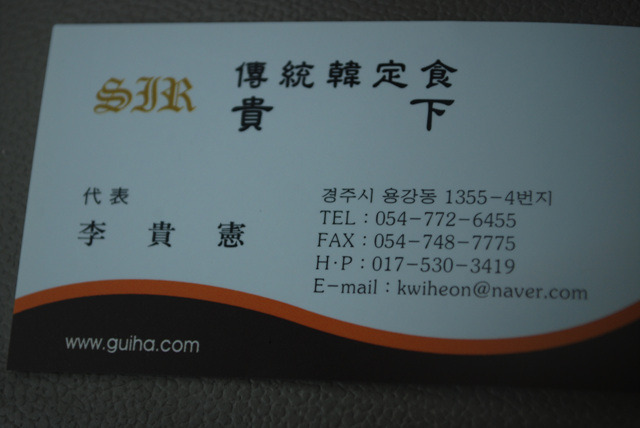 SIR
傳統韓定食
貴下
代表
李貴憲
경주시 용강동 1355-4번지
TEL : 054-772-6455
FAX : 054-748-7775
H·P : 017-530-3419
E-mail : kwiheon@naver.com
www.guiha.com